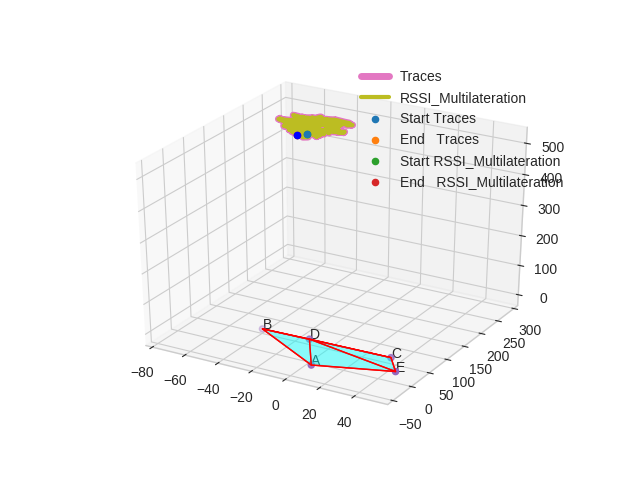 Traces
RSSI_Multilateration
Start Traces
End Traces
Start RSSI_Multilateration
End RSSI_Multilateration
500
400
300
200
100
0
B
D
C
A
E
−80
−60
−40
−20
0
20
40
−50
0
50
100
150
200
250
300